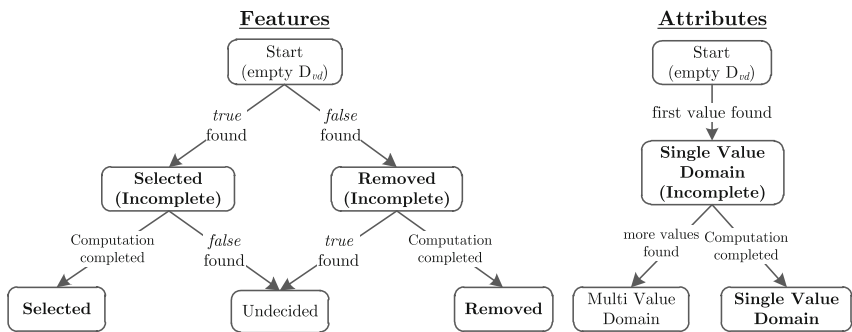 Features
Start
(empty Dvd)
true
found
false
found
Selected
(Incomplete)
Removed
(Incomplete)
Computation
completed
false
found
true
found
Computation
completed
Selected
Undecided
Removed
Attributes
Start
(empty Dvd)
first value found
Single Value
Domain
(Incomplete)
more values
found
Computation
completed
Multi Value
Domain
Single Value
Domain